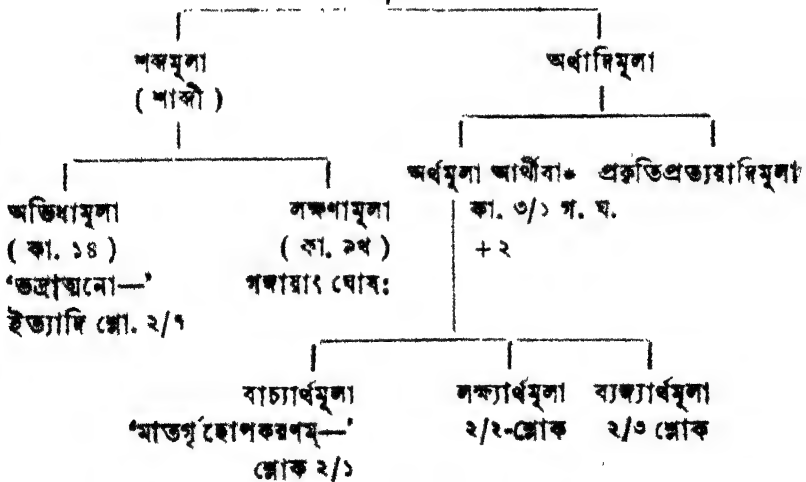 শব্দমূলা
( শাব্দী )
অর্থাদিমূলা
অভিধামূলা
( কা. ১৪ )
‘ভদ্রাত্মনো—’
ইত্যাদি শ্লো. ২/৭
লক্ষণামূলা
( কা. ৯খ )
গঙ্গায়াং ঘোষঃ
অর্থমূলা আর্থীবা*
কা. ৩/১ গ. ঘ.
+ ২
প্রকৃতিপ্রত্যয়াদিমূলা
বাচ্যার্থমূলা
‘মাতর্গৃহোপকরণম্—’
শ্লোক ২/১
লক্ষ্যার্থমূলা
২/২-শ্লোক
ব্যঙ্গ্যার্থমূলা
২/৩ শ্লোক